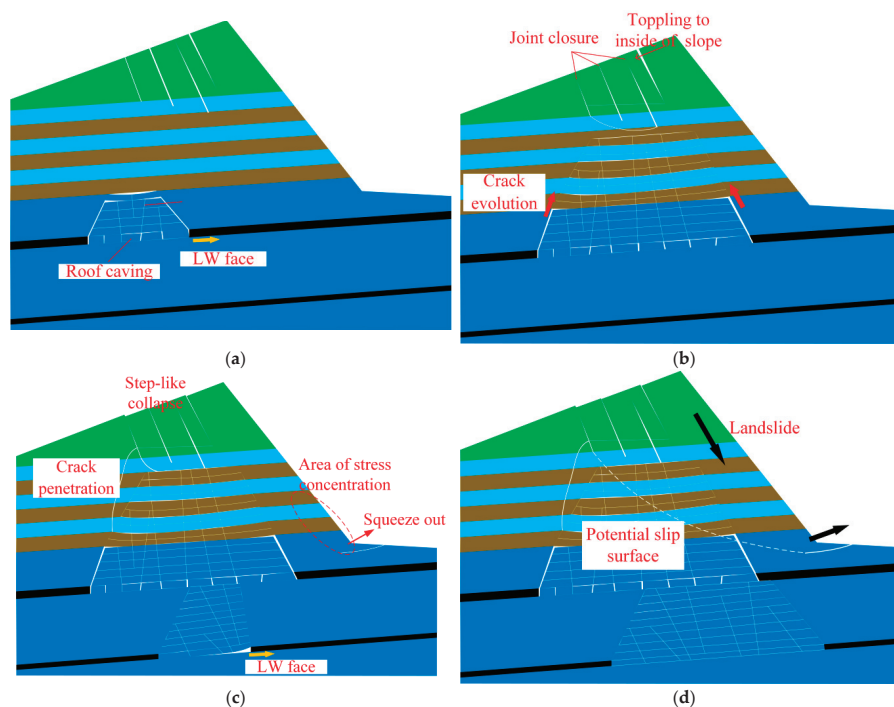 Roof caving
LW face
(a)
Joint closure
Toppling to
inside of slope
Crack
evolution
(b)
Step-like
collapse
Crack
penetration
Area of stress
concentration
Squeeze out
LW face
(c)
Landslide
Potential slip
surface
(d)